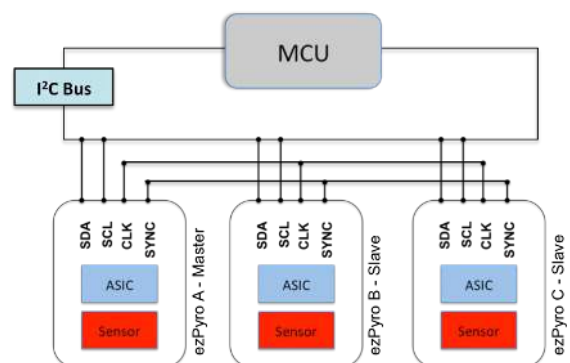 MCU
I²C Bus
SDA
SCL
CLK
SYNC
ASIC
Sensor
ezPyro A - Master
SDA
SCL
CLK
SYNC
ASIC
Sensor
ezPyro B - Slave
SDA
SCL
CLK
SYNC
ASIC
Sensor
ezPyro C - Slave